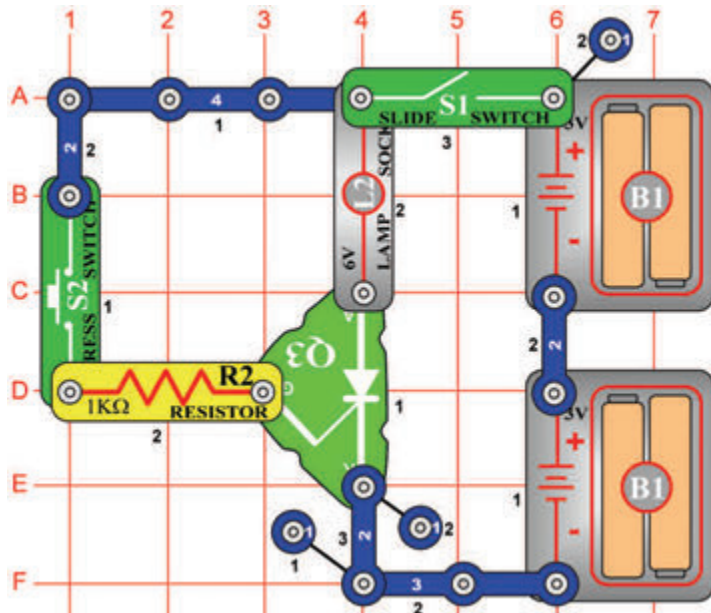 1 2 3 4 5 6 7
2 1
A
4
1
S1
SLIDE SWITCH
3
3V
+
2
2
B
L2
LAMP SOCK
2
6V
1
B1
-
C
S2
RESS SWITCH
1
Q3
2
2
D
R2
1KΩ
RESISTOR
2
1
3V
+
E
1
B1
-
1
1
3
2
1
2
F
3
2